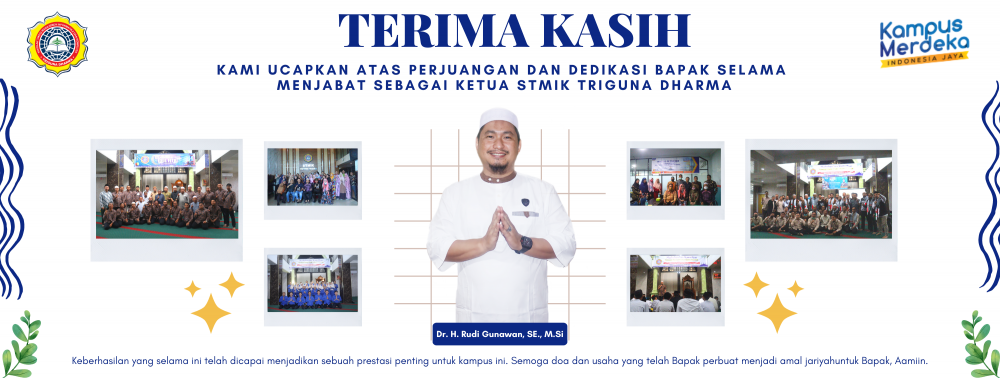 TERIMA KASIH
Kampus
Merdeka
INDONESIA JAYA
KAMI UCAPKAN ATAS PERJUANGAN DAN DEDIKASI BAPAK SELAMA
MENJABAT SEBAGAI KETUA STMIK TRIGUNA DHARMA
Dr. H. Rudi Gunawan, SE., M.Si
Keberhasilan yang selama ini telah dicapai menjadikan sebuah prestasi penting untuk kampus ini. Semoga doa dan usaha yang telah Bapak perbuat menjadi amal jariyahuntuk Bapak, Aamiin.